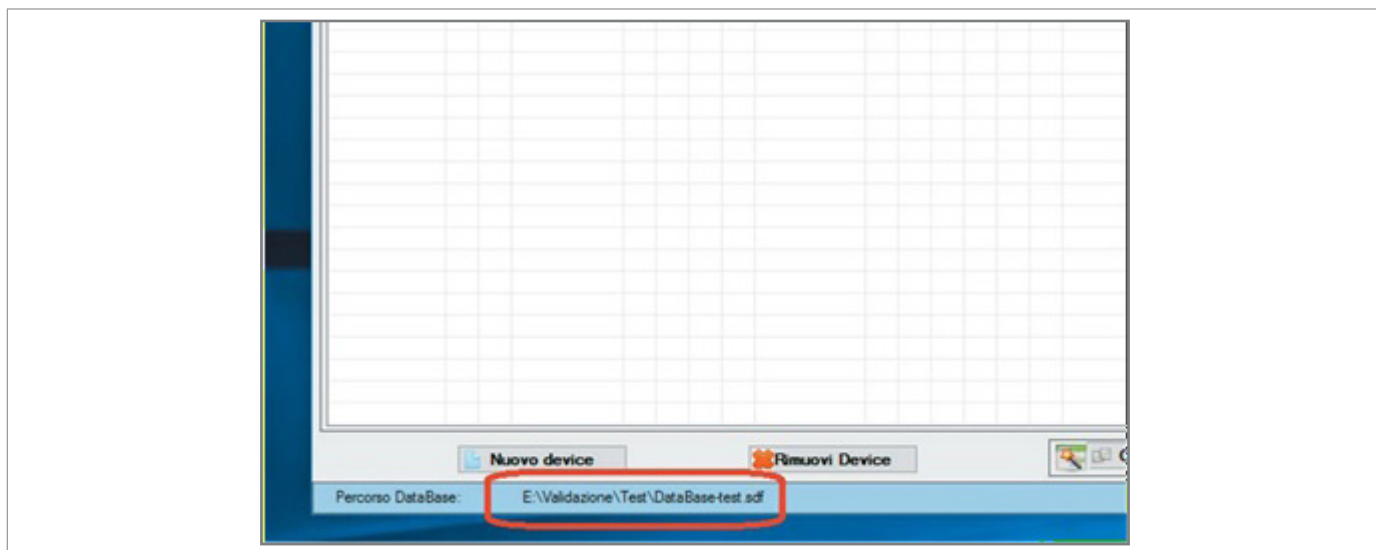 Nuovo device
Rimuovi Device
Percorso DataBase: E:\Validazione\Test\DataBase-test.sdf